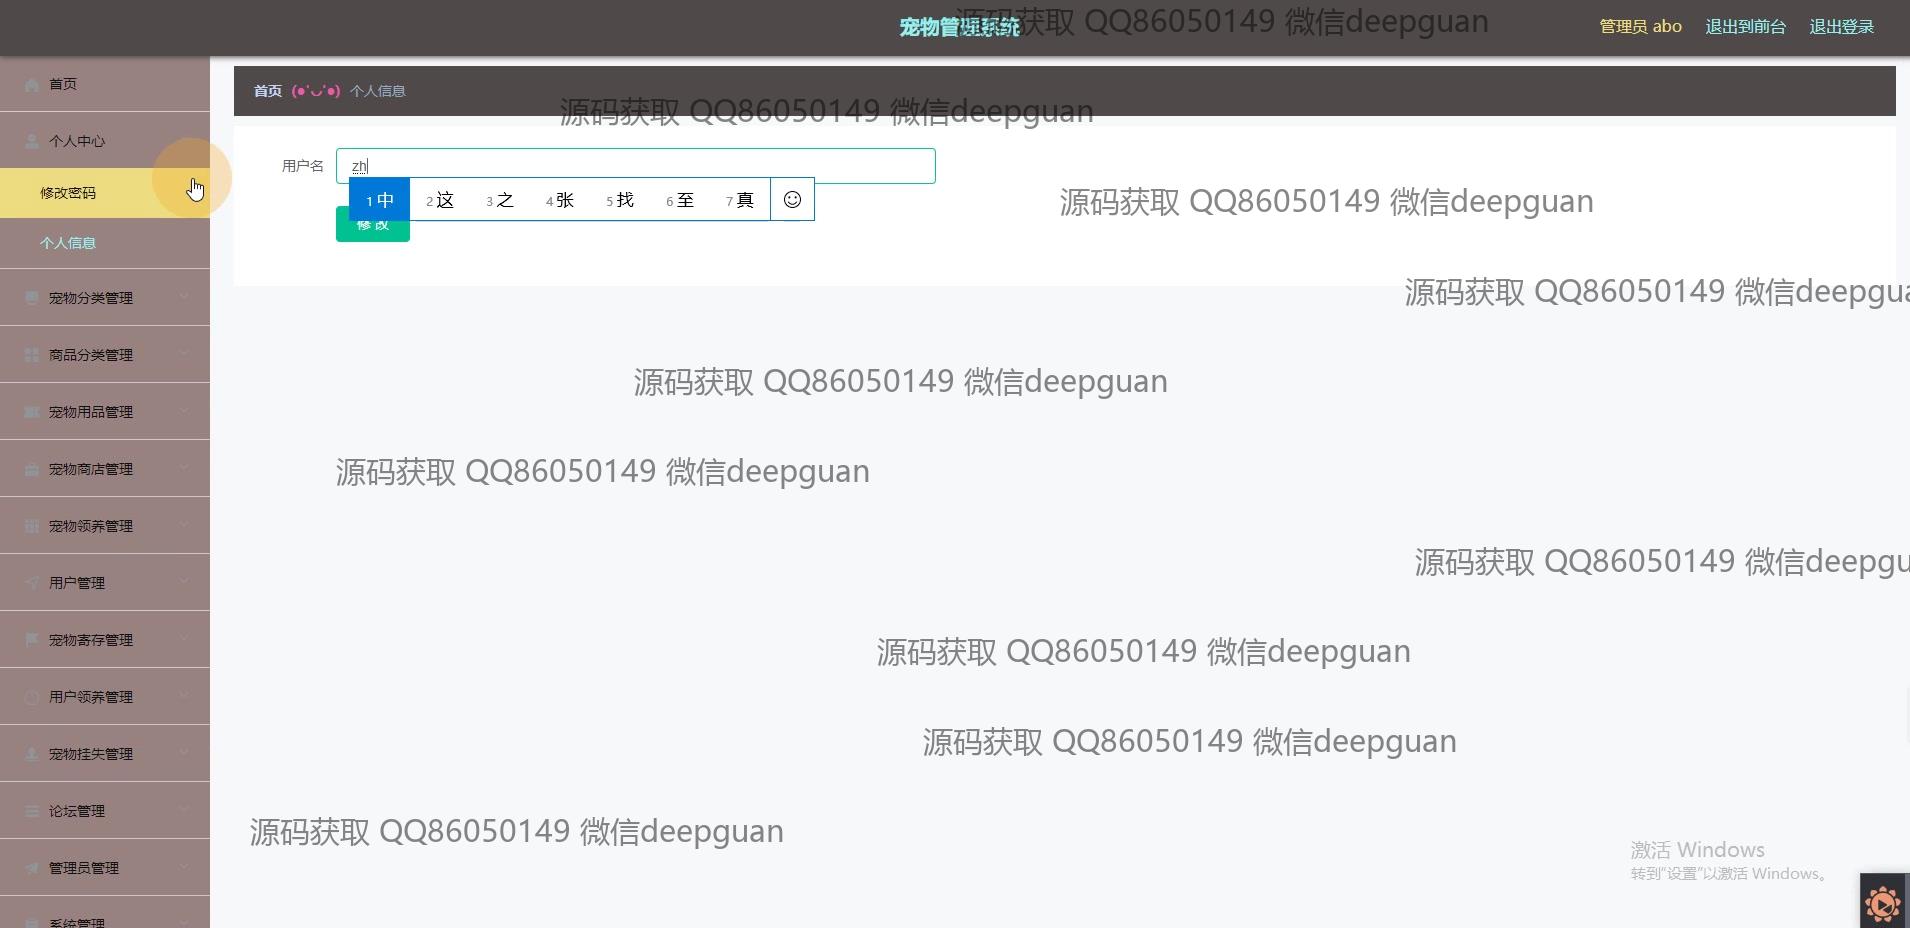 宠物管理系统
源码获取 QQ86050149 微信deepguan
管理员 abo
退出到前台
退出登录
首页
首页 (●'◡'●) 个人信息
源码获取 QQ86050149 微信deepguan
个人中心
用户名
zh
修改密码
1 中 2 这 3 之 4 张 5 找 6 至 7 真
源码获取 QQ86050149 微信deepguan
修 改
个人信息
宠物分类管理
源码获取 QQ86050149 微信deepgua
商品分类管理
源码获取 QQ86050149 微信deepguan
宠物用品管理
宠物商店管理
源码获取 QQ86050149 微信deepguan
宠物领养管理
源码获取 QQ86050149 微信deepgu
用户管理
宠物寄存管理
源码获取 QQ86050149 微信deepguan
用户领养管理
源码获取 QQ86050149 微信deepguan
宠物挂失管理
论坛管理
源码获取 QQ86050149 微信deepguan
激活 Windows
转到"设置"以激活 Windows。
管理员管理
系统管理